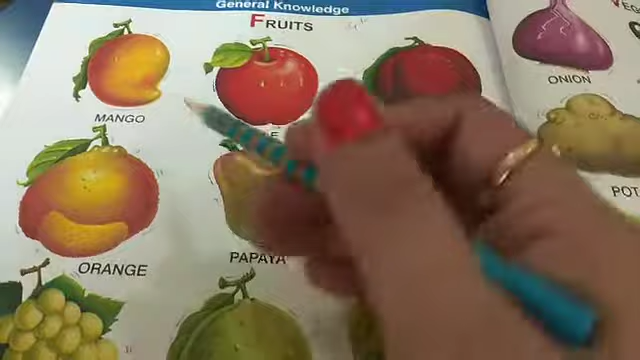 General Knowledge
FRUITS
MANGO
ORANGE
PAPAYA
ONION